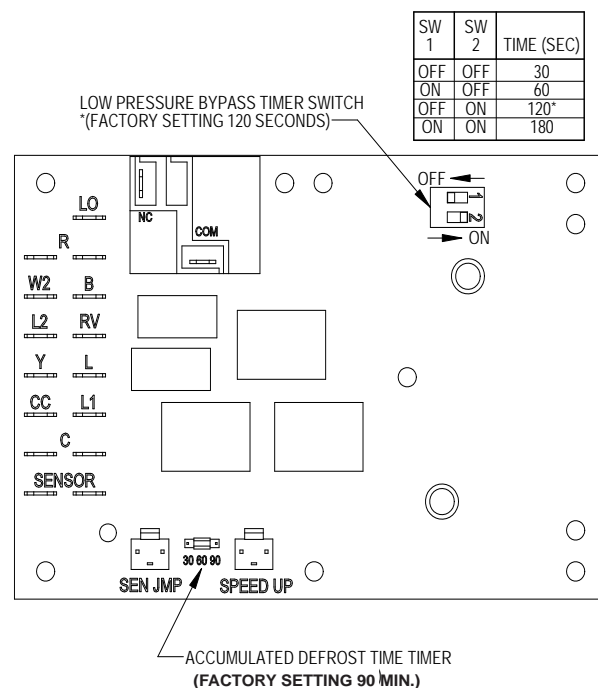 SW 1 SW 2 TIME (SEC)
OFF OFF 30
ON OFF 60
OFF ON 120*
ON ON 180
LOW PRESSURE BYPASS TIMER SWITCH
*(FACTORY SETTING 120 SECONDS)
OFF
1
2
ON
LO
NC
COM
R
W2 B
L2 RV
Y L
CC L1
C
SENSOR
30 60 90
SEN JMP SPEED UP
ACCUMULATED DEFROST TIME TIMER
(FACTORY SETTING 90 MIN.)